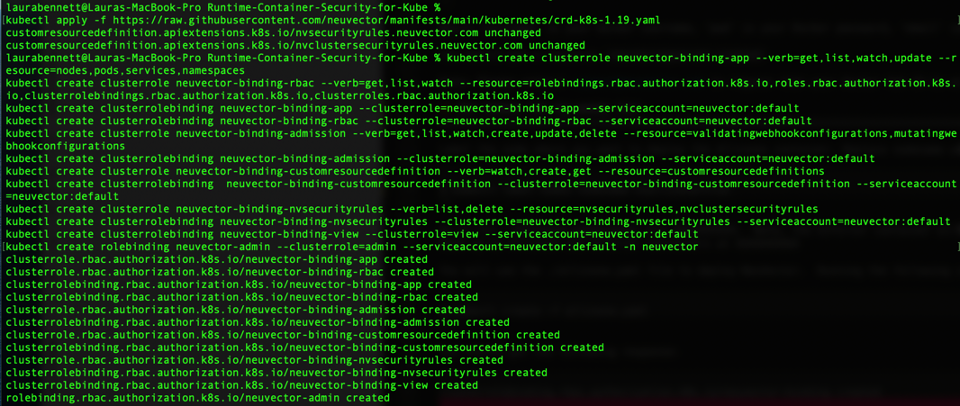 laurabennett@Lauras-MacBook-Pro Runtime-Container-Security-for-Kube %
[kubectl apply -f https://raw.githubusercontent.com/neuvector/manifests/main/kubernetes/crd-k8s-1.19.yaml ]
customresourcedefinition.apiextensions.k8s.io/nvsecurityrules.neuvector.com unchanged
customresourcedefinition.apiextensions.k8s.io/nvclustersecurityrules.neuvector.com unchanged
laurabennett@Lauras-MacBook-Pro Runtime-Container-Security-for-Kube % kubectl create clusterrole neuvector-binding-app --verb=get,list,watch,update --r
esource=nodes,pods,services,namespaces
kubectl create clusterrole neuvector-binding-rbac --verb=get,list,watch --resource=rolebindings.rbac.authorization.k8s.io,roles.rbac.authorization.k8s.
io,clusterrolebindings.rbac.authorization.k8s.io,clusterroles.rbac.authorization.k8s.io
kubectl create clusterrolebinding neuvector-binding-app --clusterrole=neuvector-binding-app --serviceaccount=neuvector:default
kubectl create clusterrolebinding neuvector-binding-rbac --clusterrole=neuvector-binding-rbac --serviceaccount=neuvector:default
kubectl create clusterrole neuvector-binding-admission --verb=get,list,watch,create,update,delete --resource=validatingwebhookconfigurations,mutatingwe
bhookconfigurations
kubectl create clusterrolebinding neuvector-binding-admission --clusterrole=neuvector-binding-admission --serviceaccount=neuvector:default
kubectl create clusterrole neuvector-binding-customresourcedefinition --verb=watch,create,get --resource=customresourcedefinitions
kubectl create clusterrolebinding  neuvector-binding-customresourcedefinition --clusterrole=neuvector-binding-customresourcedefinition --serviceaccount
=neuvector:default
kubectl create clusterrole neuvector-binding-nvsecurityrules --verb=list,delete --resource=nvsecurityrules,nvclustersecurityrules
kubectl create clusterrolebinding neuvector-binding-nvsecurityrules --clusterrole=neuvector-binding-nvsecurityrules --serviceaccount=neuvector:default
kubectl create clusterrolebinding neuvector-binding-view --clusterrole=view --serviceaccount=neuvector:default
[kubectl create rolebinding neuvector-admin --clusterrole=admin --serviceaccount=neuvector:default -n neuvector ]
clusterrole.rbac.authorization.k8s.io/neuvector-binding-app created
clusterrole.rbac.authorization.k8s.io/neuvector-binding-rbac created
clusterrolebinding.rbac.authorization.k8s.io/neuvector-binding-app created
clusterrolebinding.rbac.authorization.k8s.io/neuvector-binding-rbac created
clusterrole.rbac.authorization.k8s.io/neuvector-binding-admission created
clusterrolebinding.rbac.authorization.k8s.io/neuvector-binding-admission created
clusterrole.rbac.authorization.k8s.io/neuvector-binding-customresourcedefinition created
clusterrolebinding.rbac.authorization.k8s.io/neuvector-binding-customresourcedefinition created
clusterrole.rbac.authorization.k8s.io/neuvector-binding-nvsecurityrules created
clusterrolebinding.rbac.authorization.k8s.io/neuvector-binding-nvsecurityrules created
clusterrolebinding.rbac.authorization.k8s.io/neuvector-binding-view created
rolebinding.rbac.authorization.k8s.io/neuvector-admin created